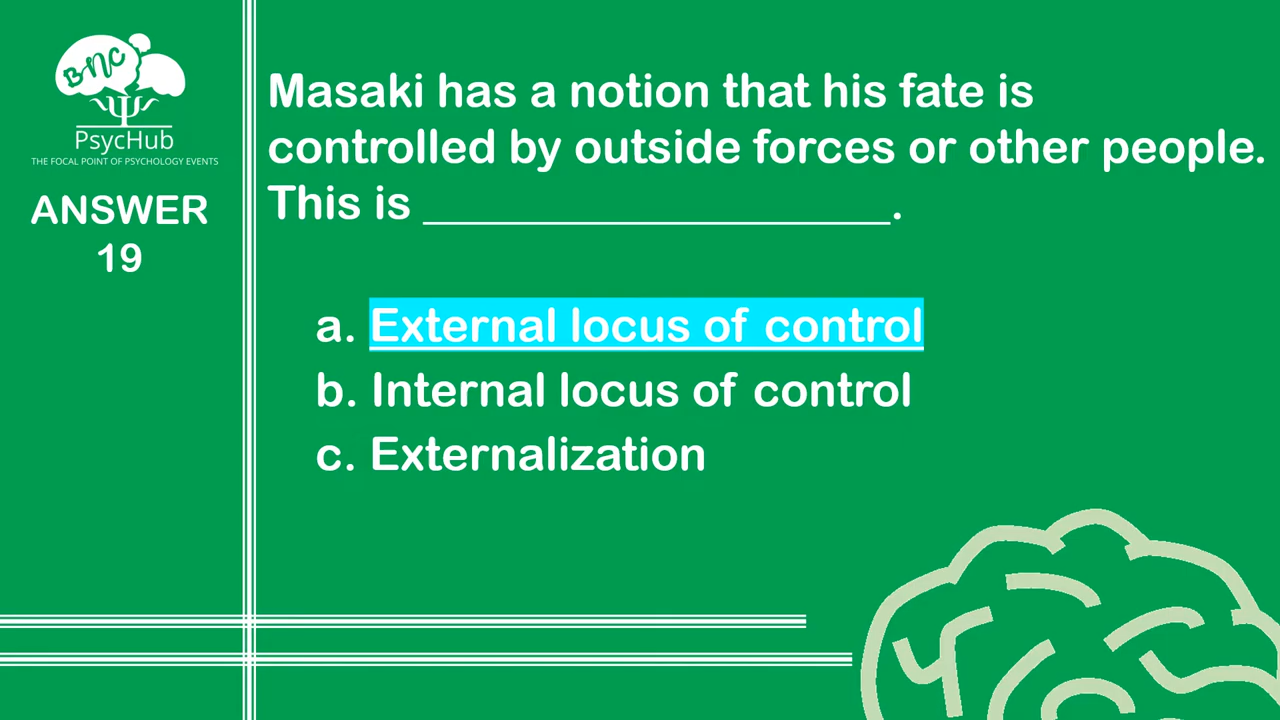 BNC
PsycHub
THE FOCAL POINT OF PSYCHOLOGY EVENTS
ANSWER
19
Masaki has a notion that his fate is
controlled by outside forces or other people.
This is ____________________.
a. External locus of control
b. Internal locus of control
c. Externalization